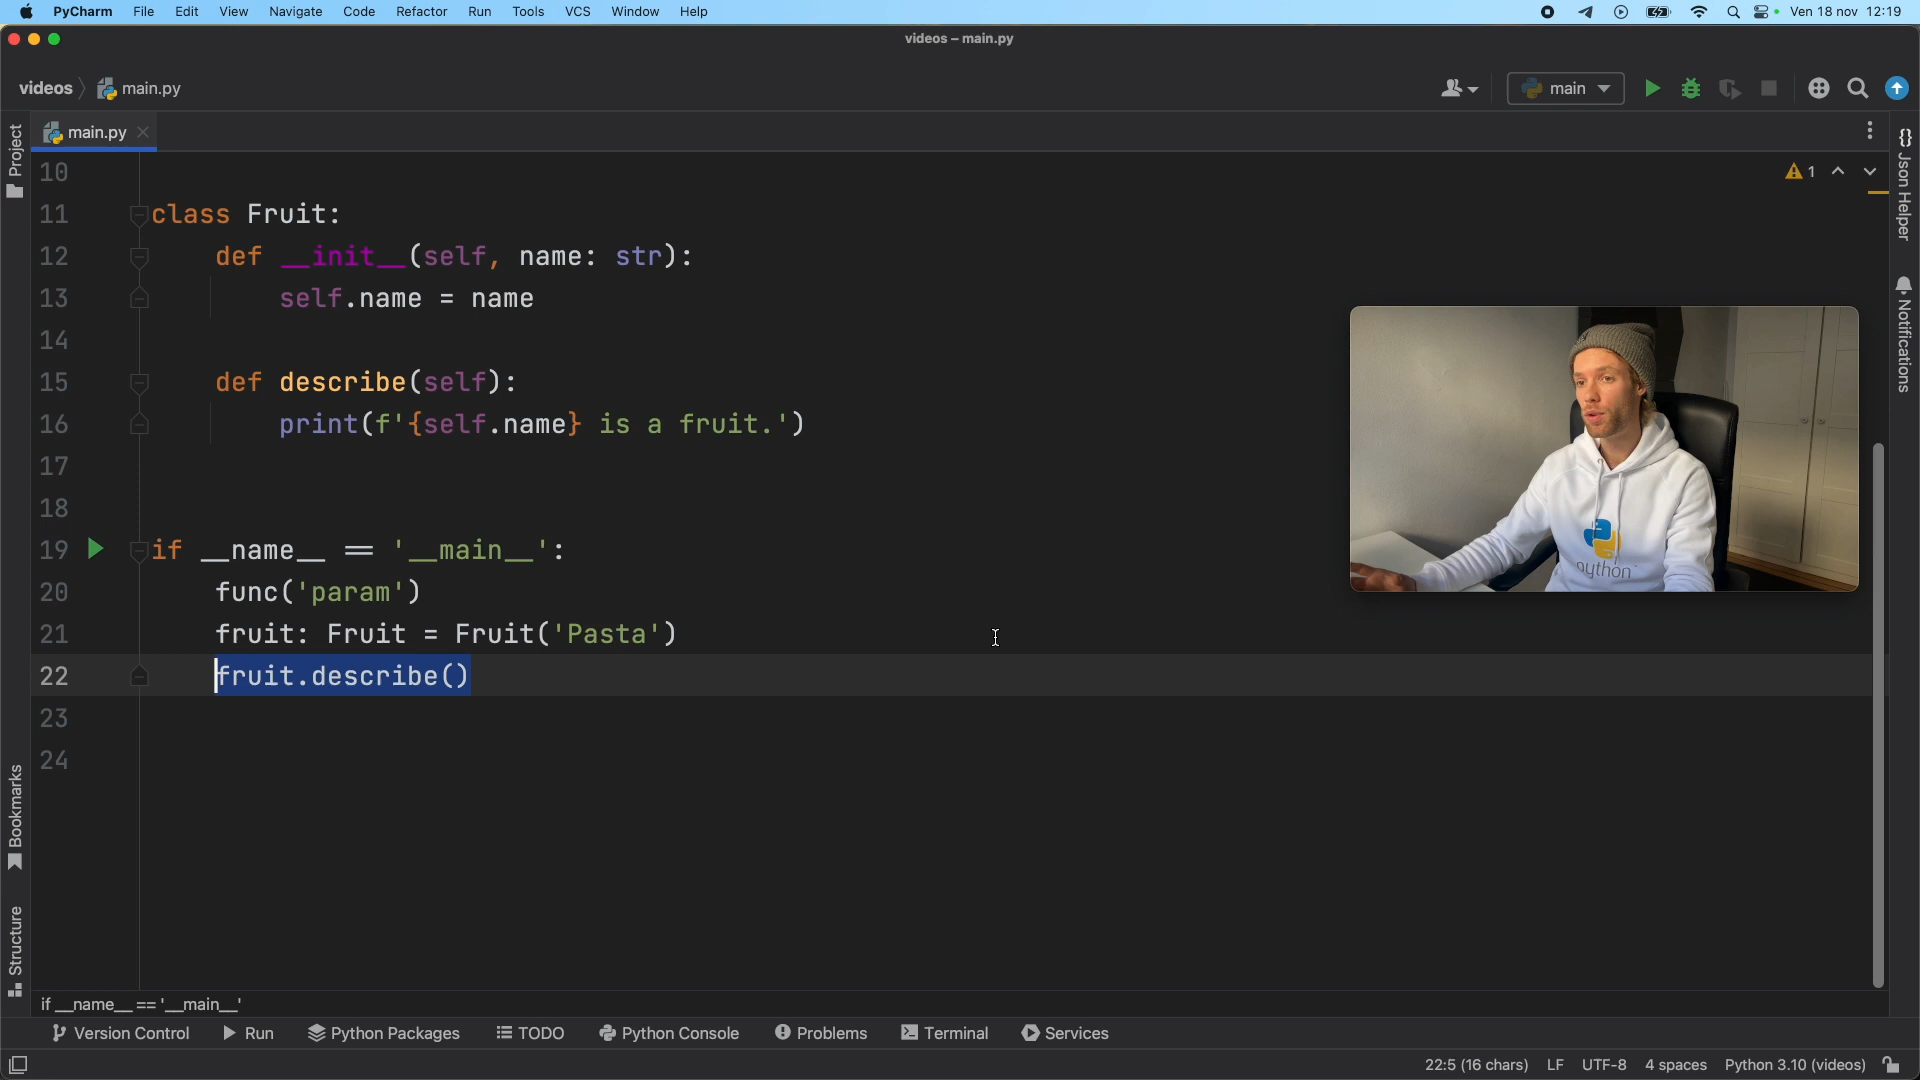 PyCharm File Edit View Navigate Code Refactor Run Tools VCS Window Help Ven 18 nov 12:19
videos – main.py
videos main.py main
Project
main.py
Json Helper
Notifications
1
10
11 class Fruit:
12 def __init__(self, name: str):
13 self.name = name
14
15 def describe(self):
16 print(f'{self.name} is a fruit.')
17
18
19 if __name__ == '__main__':
20 func('param')
21 fruit: Fruit = Fruit('Pasta')
22 fruit.describe()
23
24
python
Bookmarks
Structure
if __name__ == '__main__'
Version Control Run Python Packages TODO Python Console Problems Terminal Services
22:5 (16 chars) LF UTF-8 4 spaces Python 3.10 (videos)